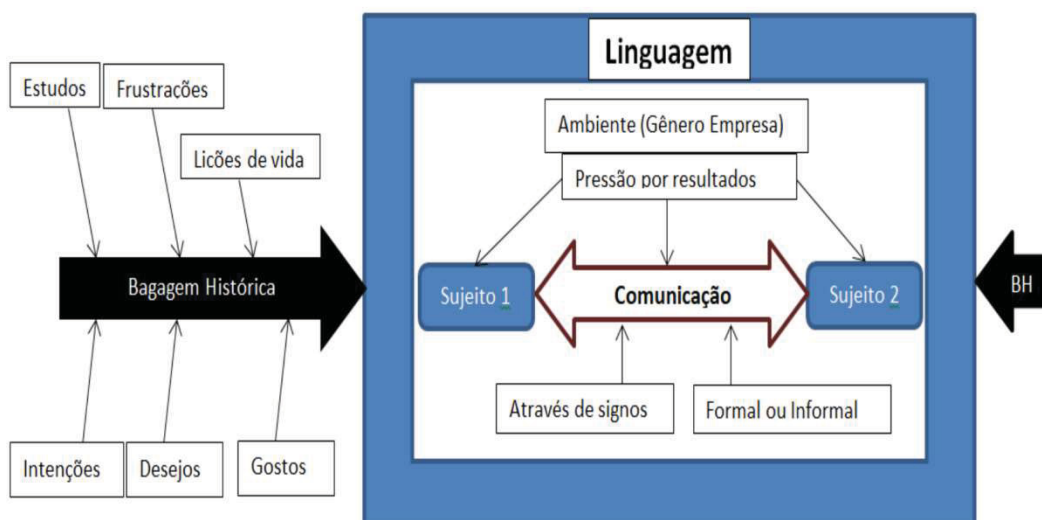 Linguagem
Estudos
Frustrações
Licões de vida
Ambiente (Gênero Empresa)
Pressão por resultados
Bagagem Histórica
Sujeito 1
Comunicação
Sujeito 2
BH
Através de signos
Formal ou Informal
Intenções
Desejos
Gostos